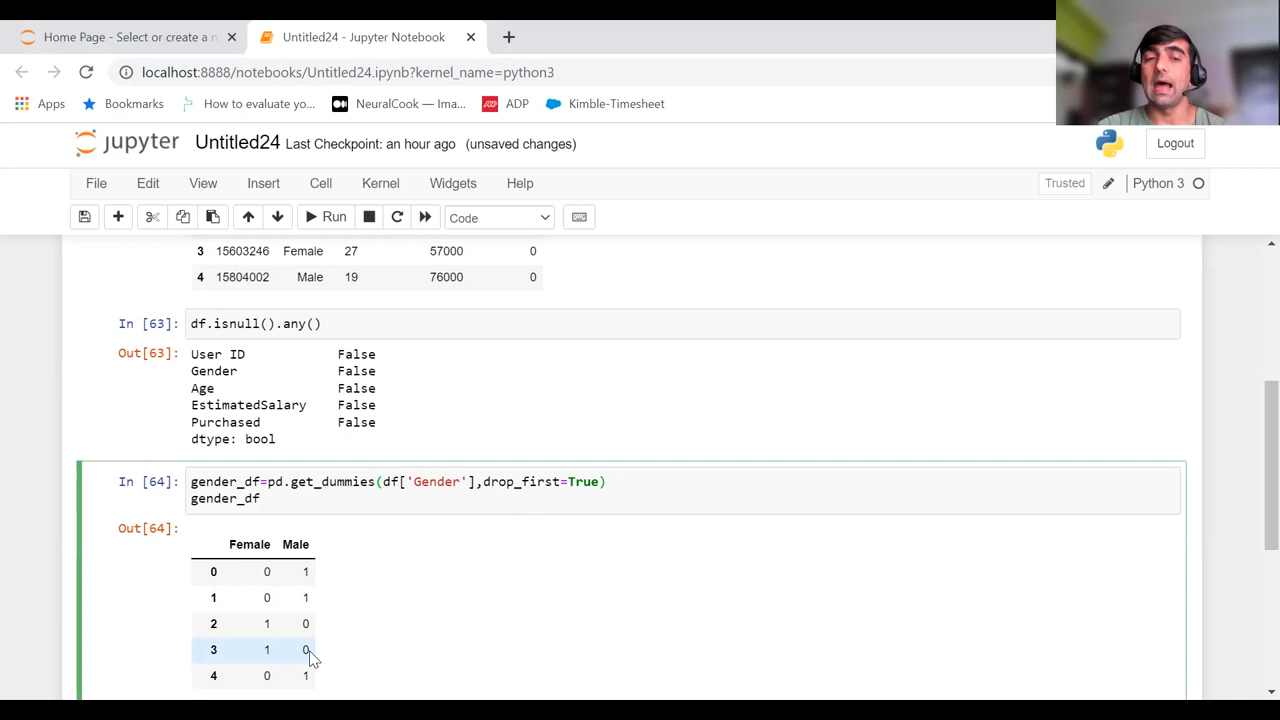 Home Page - Select or create a n
Untitled24 - Jupyter Notebook
localhost:8888/notebooks/Untitled24.ipynb?kernel_name=python3
Apps Bookmarks How to evaluate yo... NeuralCook — Ima... ADP Kimble-Timesheet
jupyter Untitled24 Last Checkpoint: an hour ago (unsaved changes) Logout
File Edit View Insert Cell Kernel Widgets Help Trusted Python 3
Run Code
3 15603246 Female 27 57000 0
4 15804002 Male 19 76000 0
In [63]: df.isnull().any()
Out[63]: User ID False
Gender False
Age False
EstimatedSalary False
Purchased False
dtype: bool
In [64]: gender_df=pd.get_dummies(df['Gender'],drop_first=True)
gender_df
Out[64]:
Female Male
0 0 1
1 0 1
2 1 0
3 1 0
4 0 1